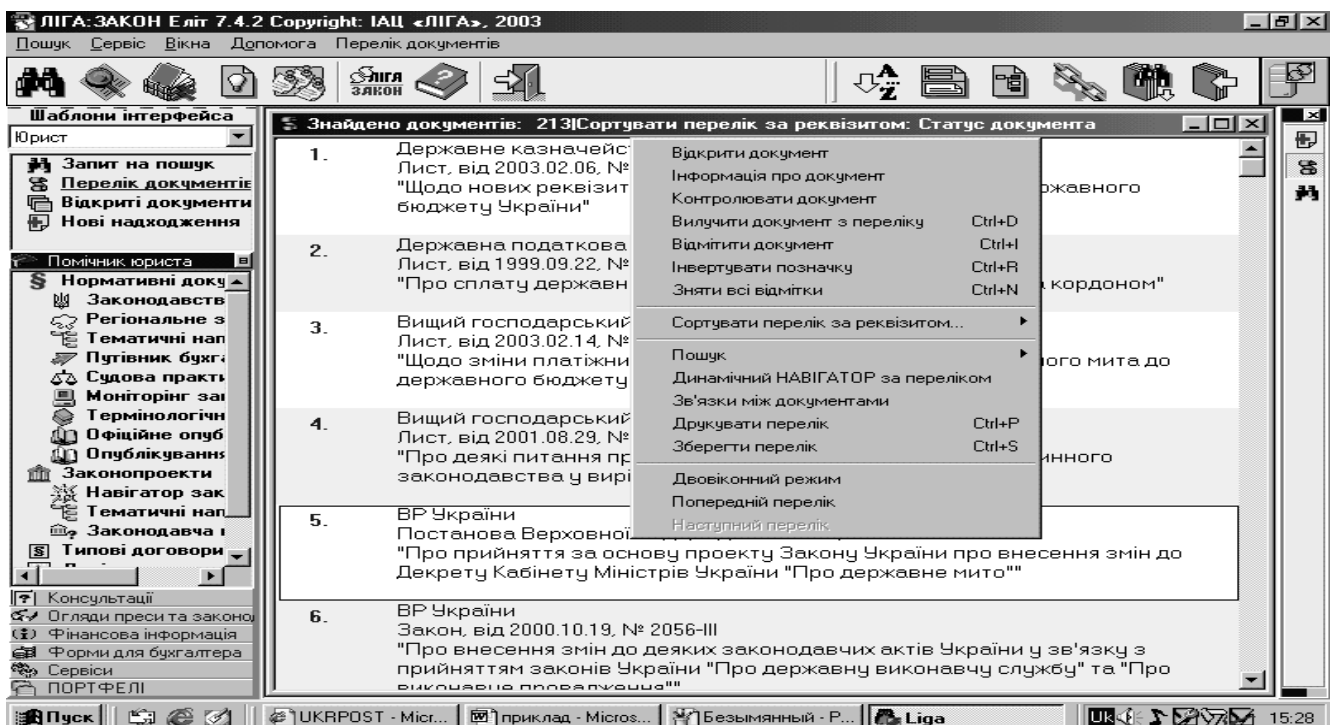 ЛІГА:ЗАКОН Еліт 7.4.2 Copyright: ІАЦ «ЛІГА», 2003
Пошук Сервіс Вікна Допомога Перелік документів
ЛІГА
ЗАКОН
Шаблони інтерфейса
Юрист
Запит на пошук
Перелік документів
Відкриті документи
Нові надходження
Помічник юриста
Нормативні доку
Законодавств
Регіональне з
Тематичні нап
Путівник бухга
Судова практи
Моніторінг зак
Термінологічн
Офіційне опуб
Опублікування
Законопроекти
Навігатор зак
Тематичні нап
Законодавча і
Типові договори
Консультації
Огляди преси та законо
Фінансова інформація
Форми для бухгалтера
Сервіси
ПОРТФЕЛІ
Знайдено документів: 213|Сортувати перелік за реквізитом: Статус документа
1. Державне казначейс
Лист, від 2003.02.06, №
"Щодо нових реквізит ржавного
бюджету України"
2. Державна податкова
Лист, від 1999.09.22, №
"Про сплату державн кордоном"
3. Вищий господарський
Лист, від 2003.02.14, №
"Щодо зміни платіжни ого мита до
державного бюджету
4. Вищий господарський
Лист, від 2001.08.29, №
"Про деякі питання пр инного
законодавства у вирі
5. ВР України
Постанова Верховної
"Про прийняття за основу проекту Закону України про внесення змін до
Декрету Кабінету Міністрів України "Про державне мито""
6. ВР України
Закон, від 2000.10.19, № 2056-III
"Про внесення змін до деяких законодавчих актів України у зв'язку з
прийняттям законів України "Про державну виконавчу службу" та "Про
виконавче провадження""
Відкрити документ
Інформація про документ
Контролювати документ
Вилучити документ з переліку Ctrl+D
Відмітити документ Ctrl+I
Інвертувати позначку Ctrl+R
Зняти всі відмітки Ctrl+N
Сортувати перелік за реквізитом...
Пошук
Динамічний НАВІГАТОР за переліком
Зв'язки між документами
Друкувати перелік Ctrl+P
Зберегти перелік Ctrl+S
Двовіконний режим
Попередній перелік
Наступний перелік
Пуск UKRPOST - Micr... приклад - Micros... Безымянный - P... Liga Uk 15:28